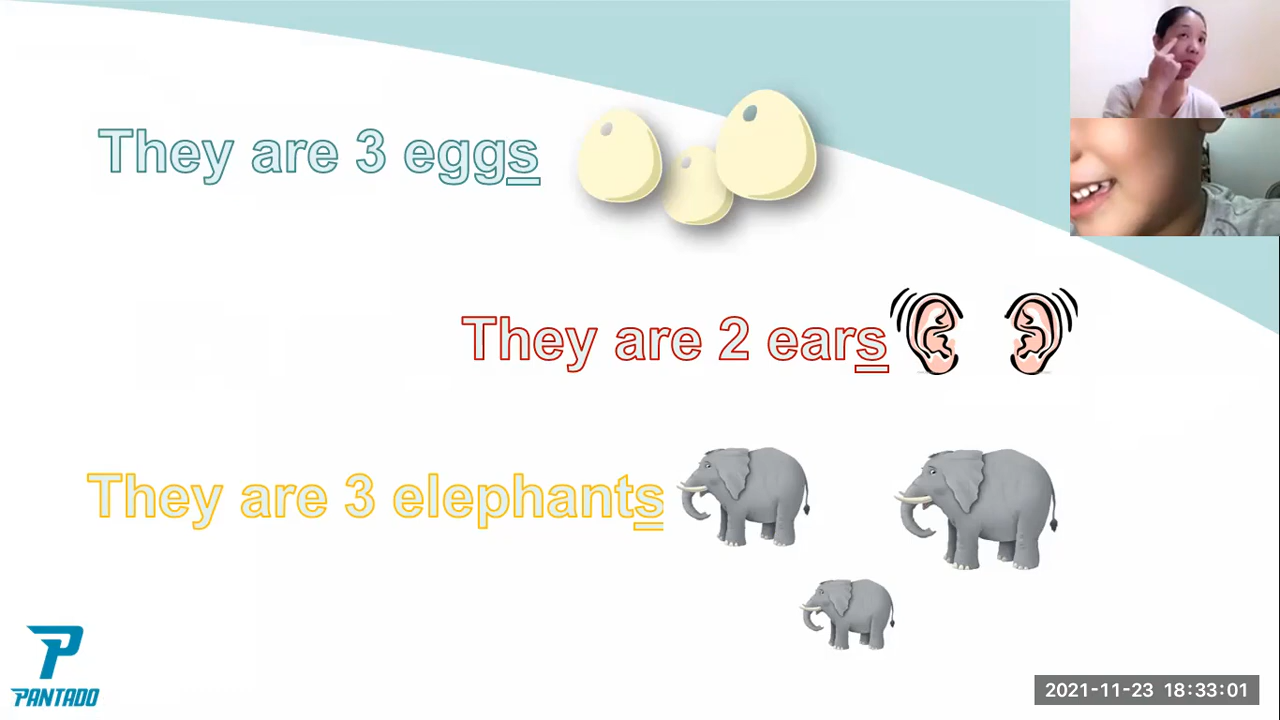 They are 3 eggs
They are 2 ears
They are 3 elephants
PANTADO
2021-11-23 18:33:01